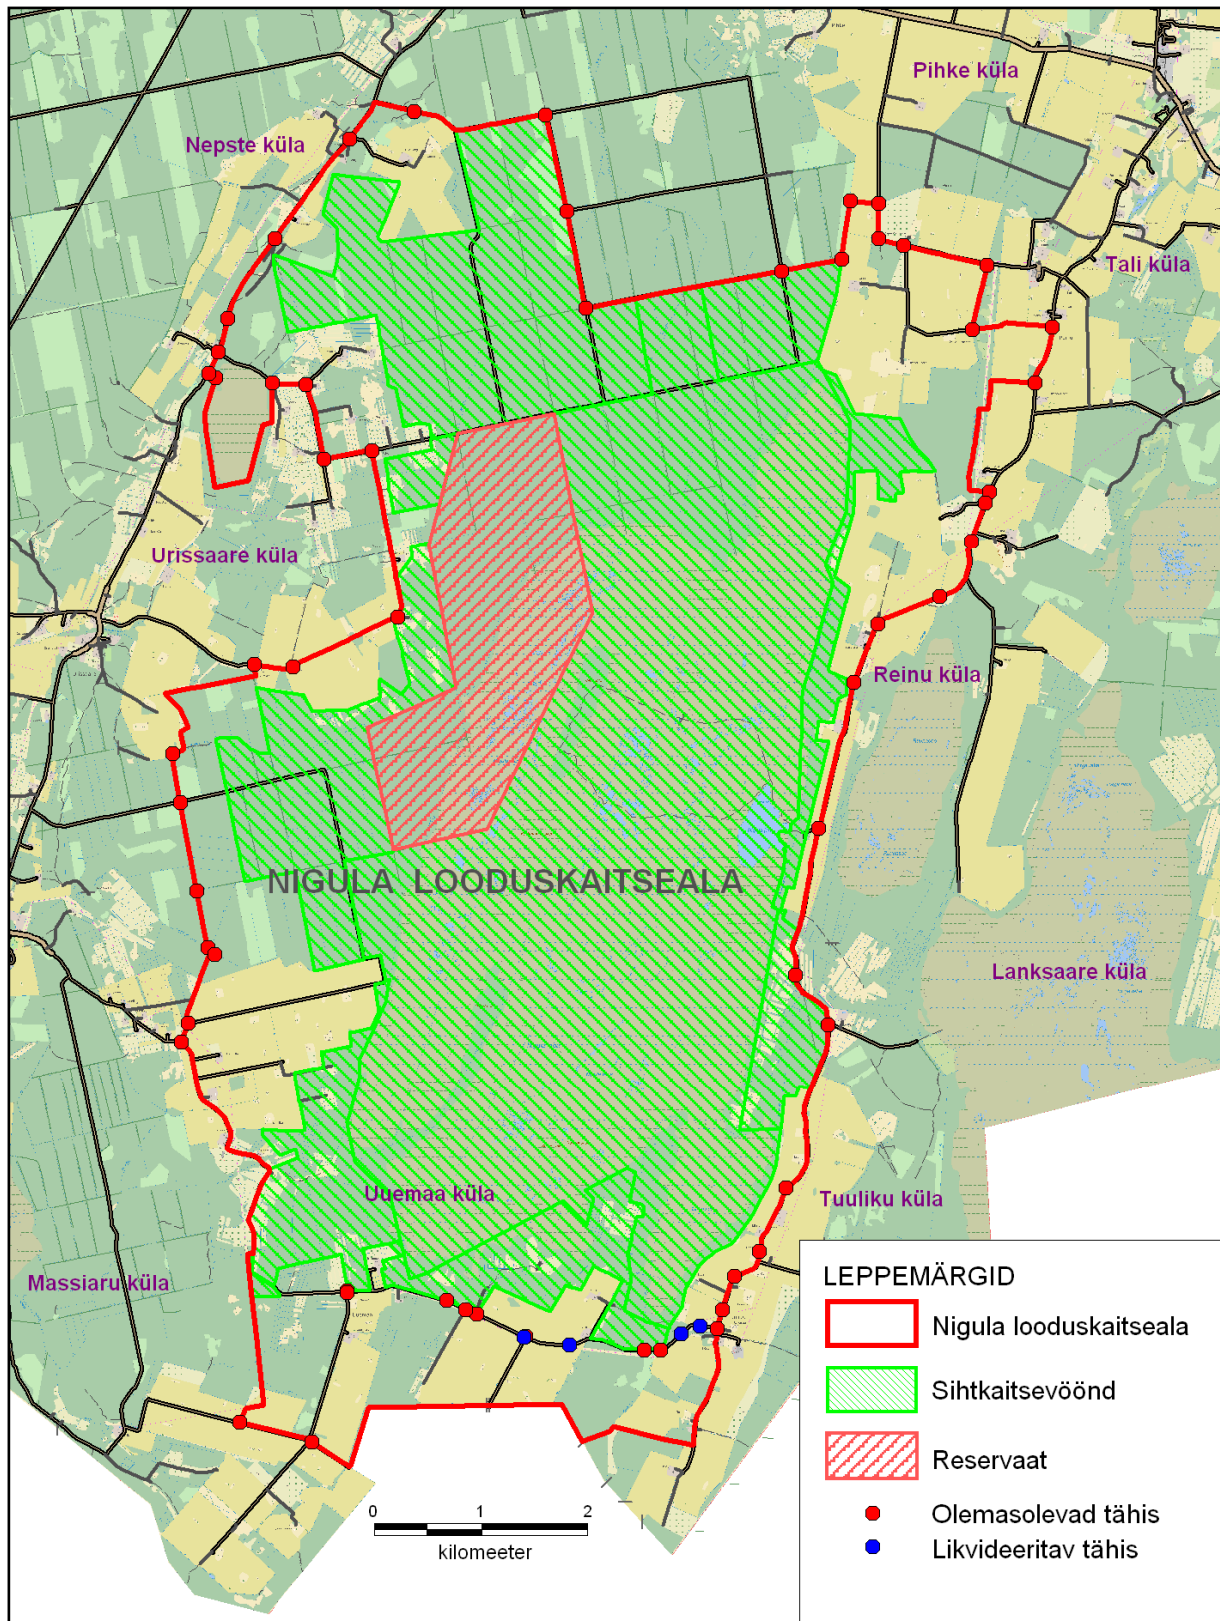 Pihke küla
Nepste küla
Tali küla
Urissaare küla
Reinu küla
NIGULA LOODUSKAITSEALA
Lanksaare küla
Uuemaa küla
Tuuliku küla
Massiaru küla
LEPPEMÄRGID
Nigula looduskaitseala
Sihtkaitsevöönd
Reservaat
Olemasolevad tähis
Likvideeritav tähis
0 1 2
kilomeeter